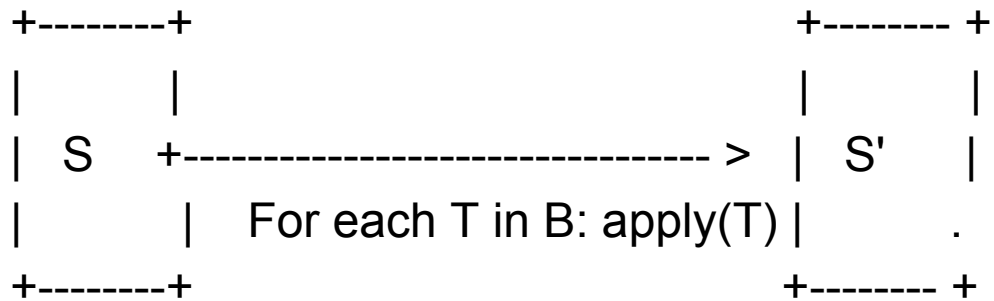 +--------+ +-------- +
| | | |
| S +--------------------------------- > | S' |
| | For each T in B: apply(T) | .
+--------+ +-------- +